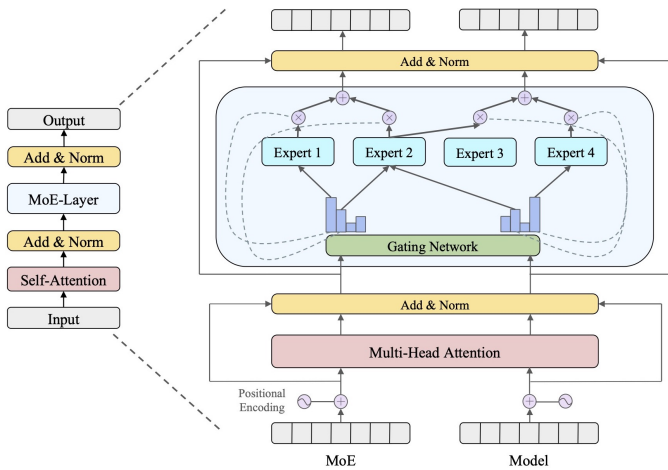 Output
Add & Norm
MoE-Layer
Add & Norm
Self-Attention
Input
Add & Norm
Expert 1
Expert 2
Expert 3
Expert 4
Gating Network
Add & Norm
Multi-Head Attention
Positional
Encoding
MoE
Model